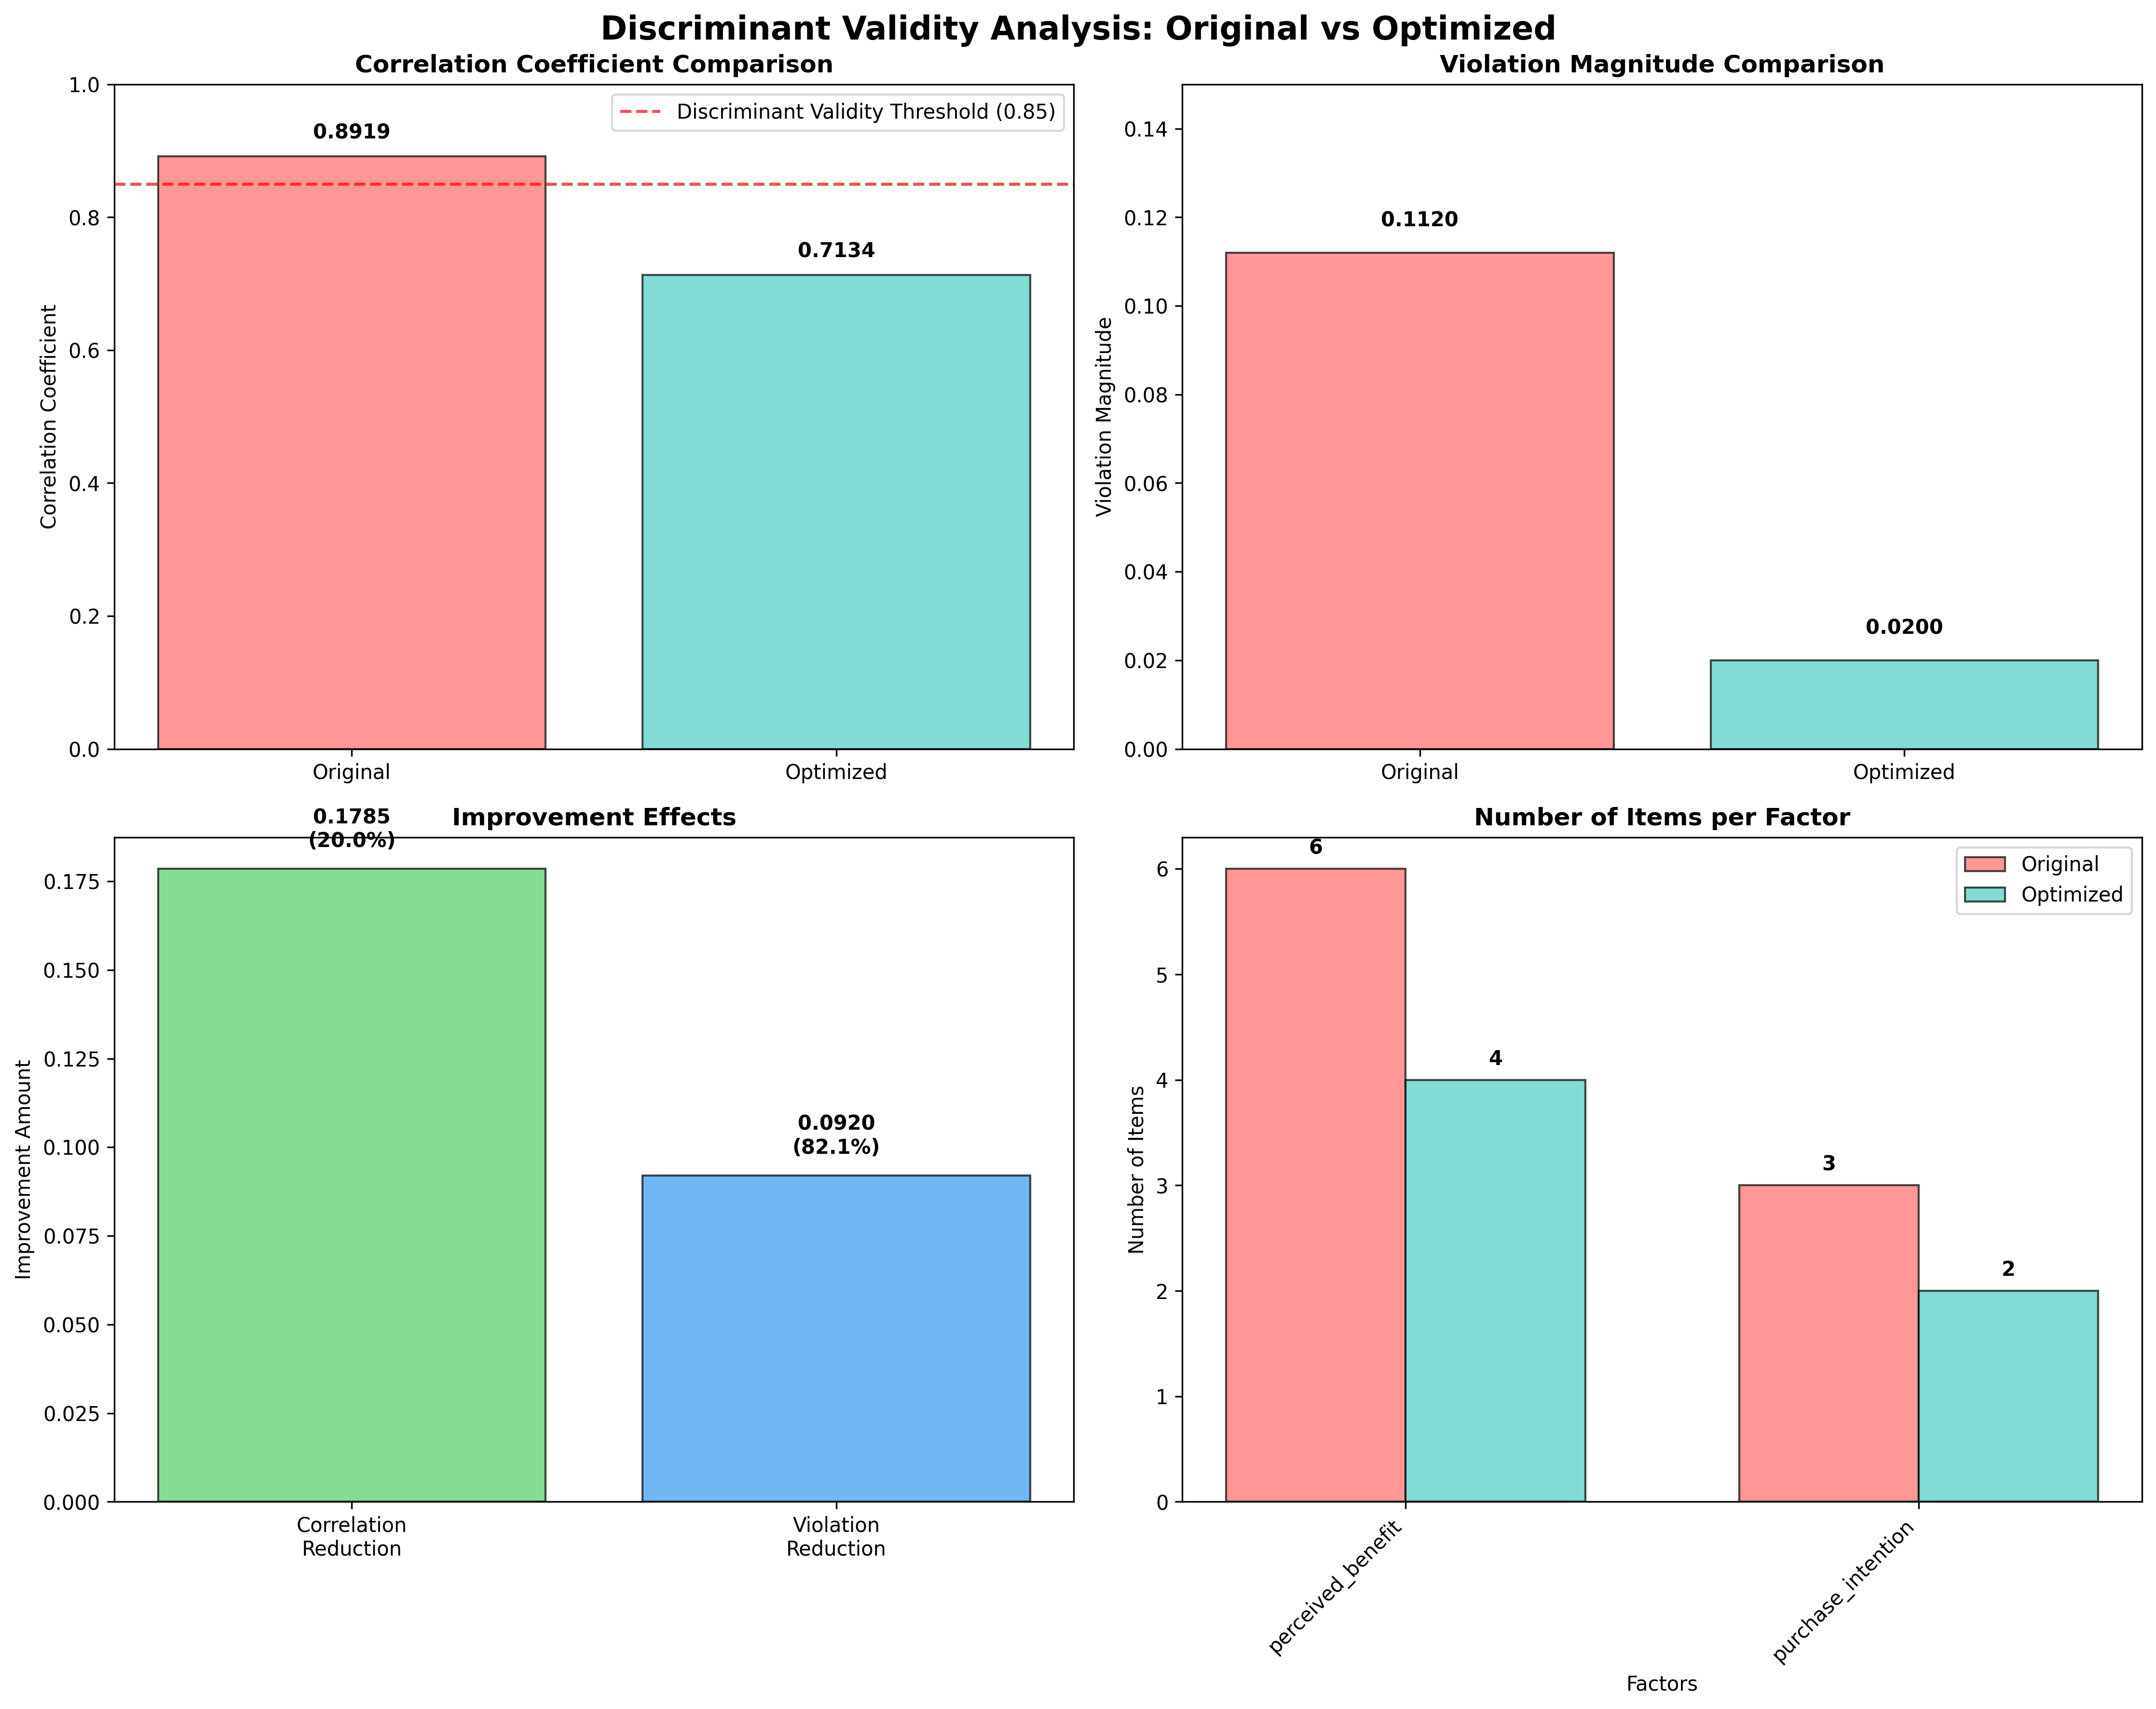 Discriminant Validity Analysis: Original vs Optimized
Correlation Coefficient Comparison
1.0
0.8
0.6
0.4
0.2
0.0
Correlation Coefficient
Discriminant Validity Threshold (0.85)
0.8919
0.7134
Original
Optimized
Violation Magnitude Comparison
0.14
0.12
0.10
0.08
0.06
0.04
0.02
0.00
Violation Magnitude
0.1120
0.0200
Original
Optimized
Improvement Effects
0.175
0.150
0.125
0.100
0.075
0.050
0.025
0.000
Improvement Amount
0.1785
(20.0%)
0.0920
(82.1%)
Correlation
Reduction
Violation
Reduction
Number of Items per Factor
6
5
4
3
2
1
0
Number of Items
Original
Optimized
6
4
3
2
perceived_benefit
purchase_intention
Factors